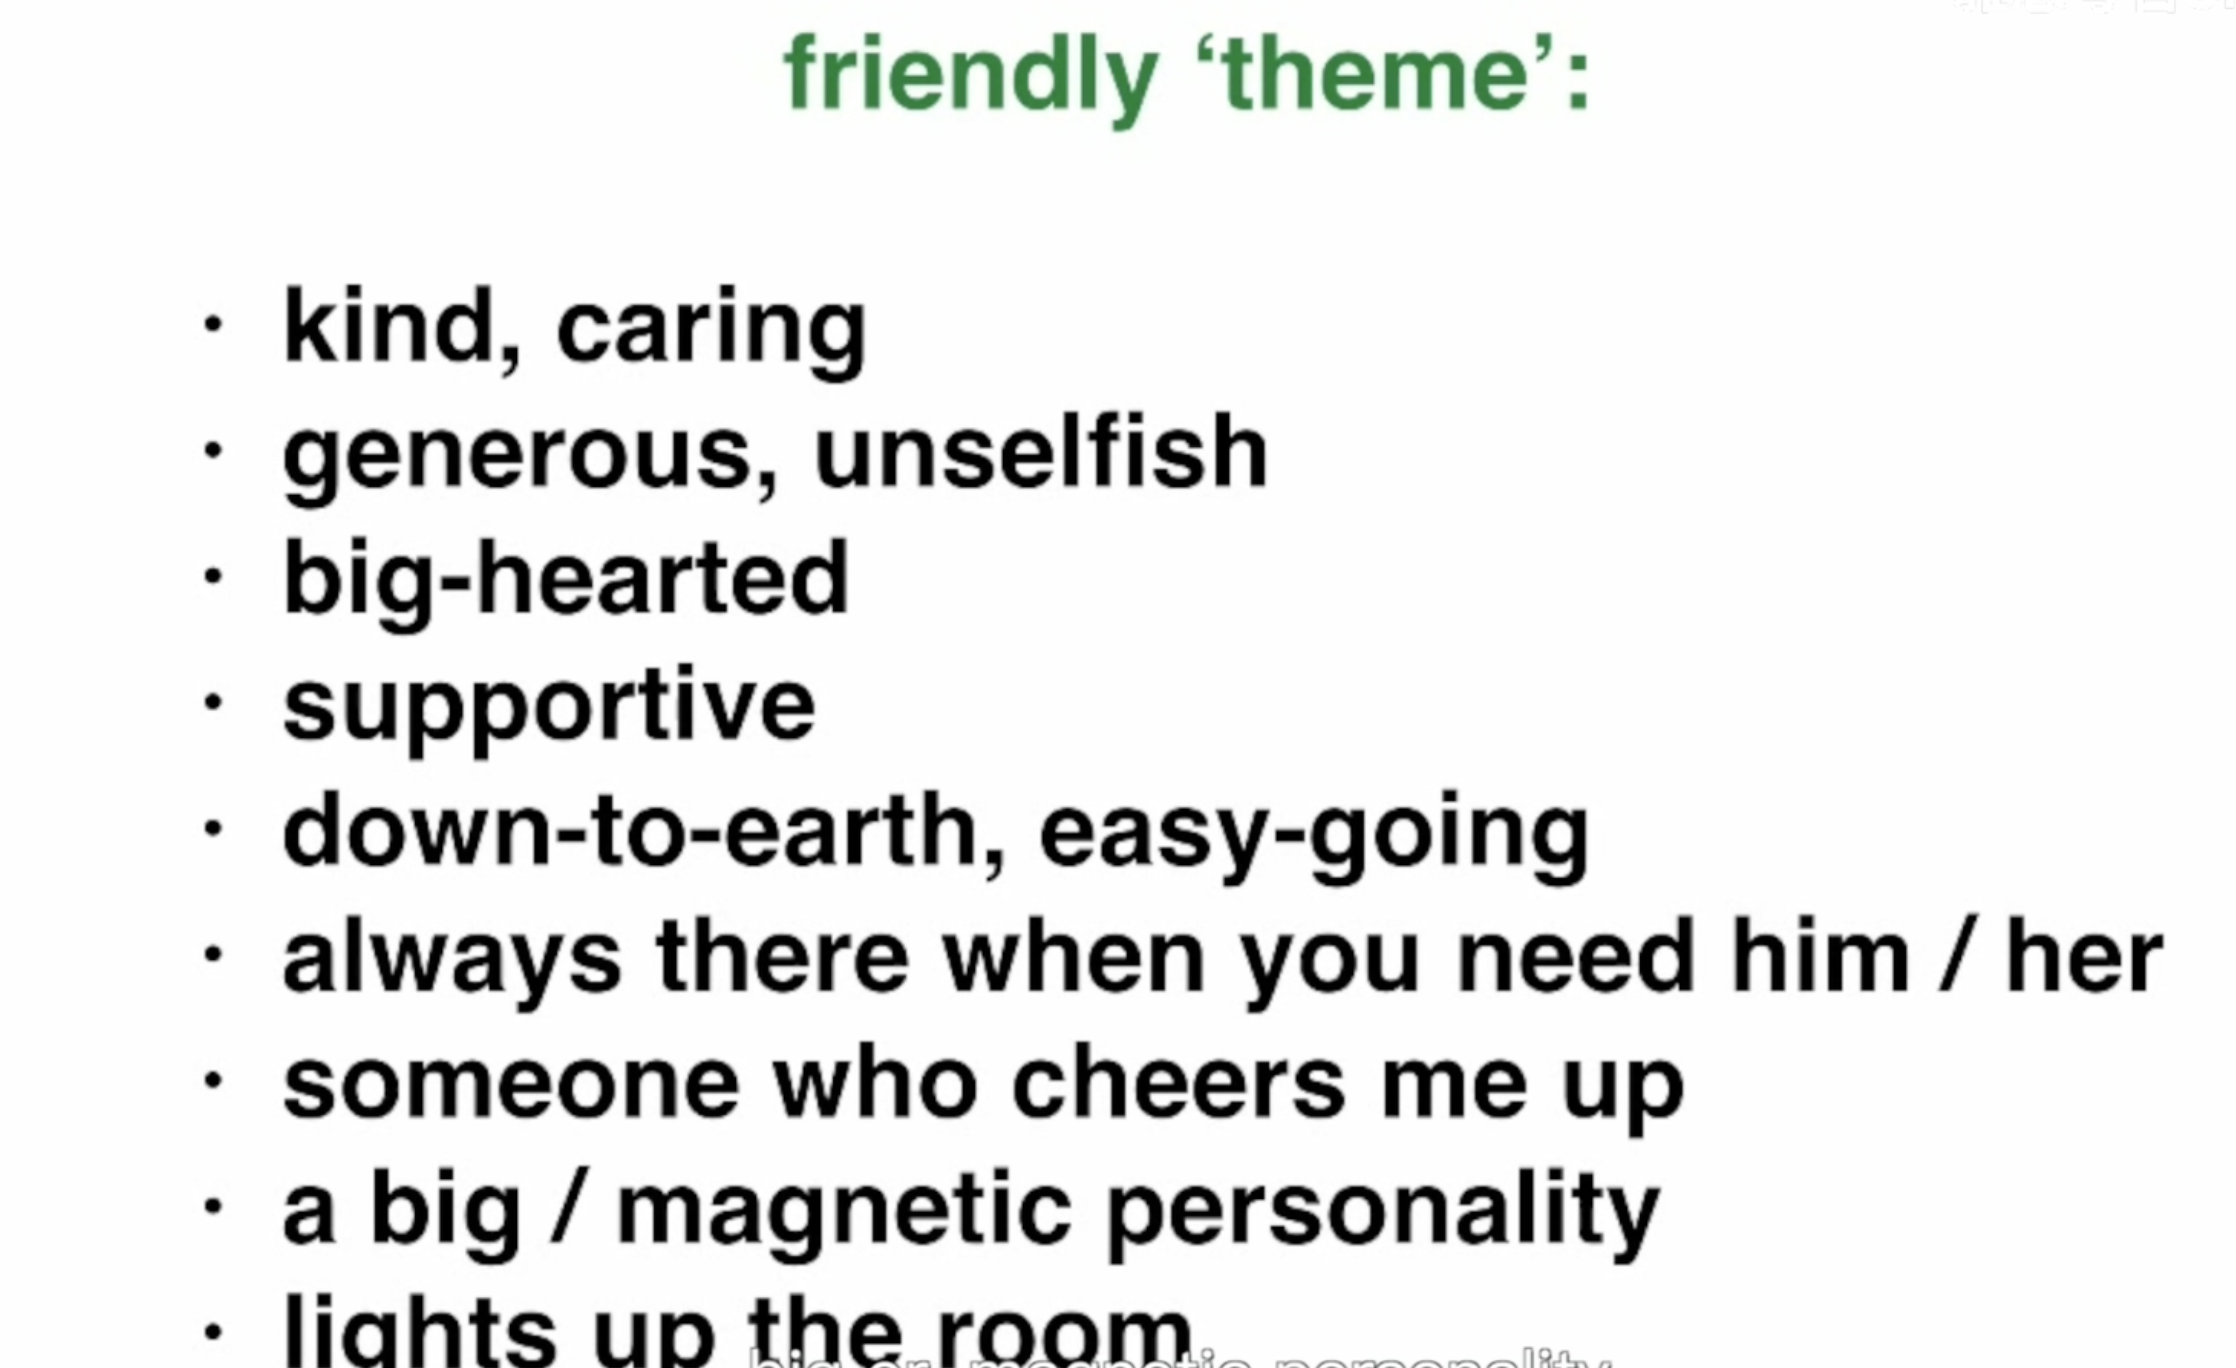 friendly ‘theme’:
· kind, caring
· generous, unselfish
· big-hearted
· supportive
· down-to-earth, easy-going
· always there when you need him / her
· someone who cheers me up
· a big / magnetic personality
· lights up the room
big or magnetic personality